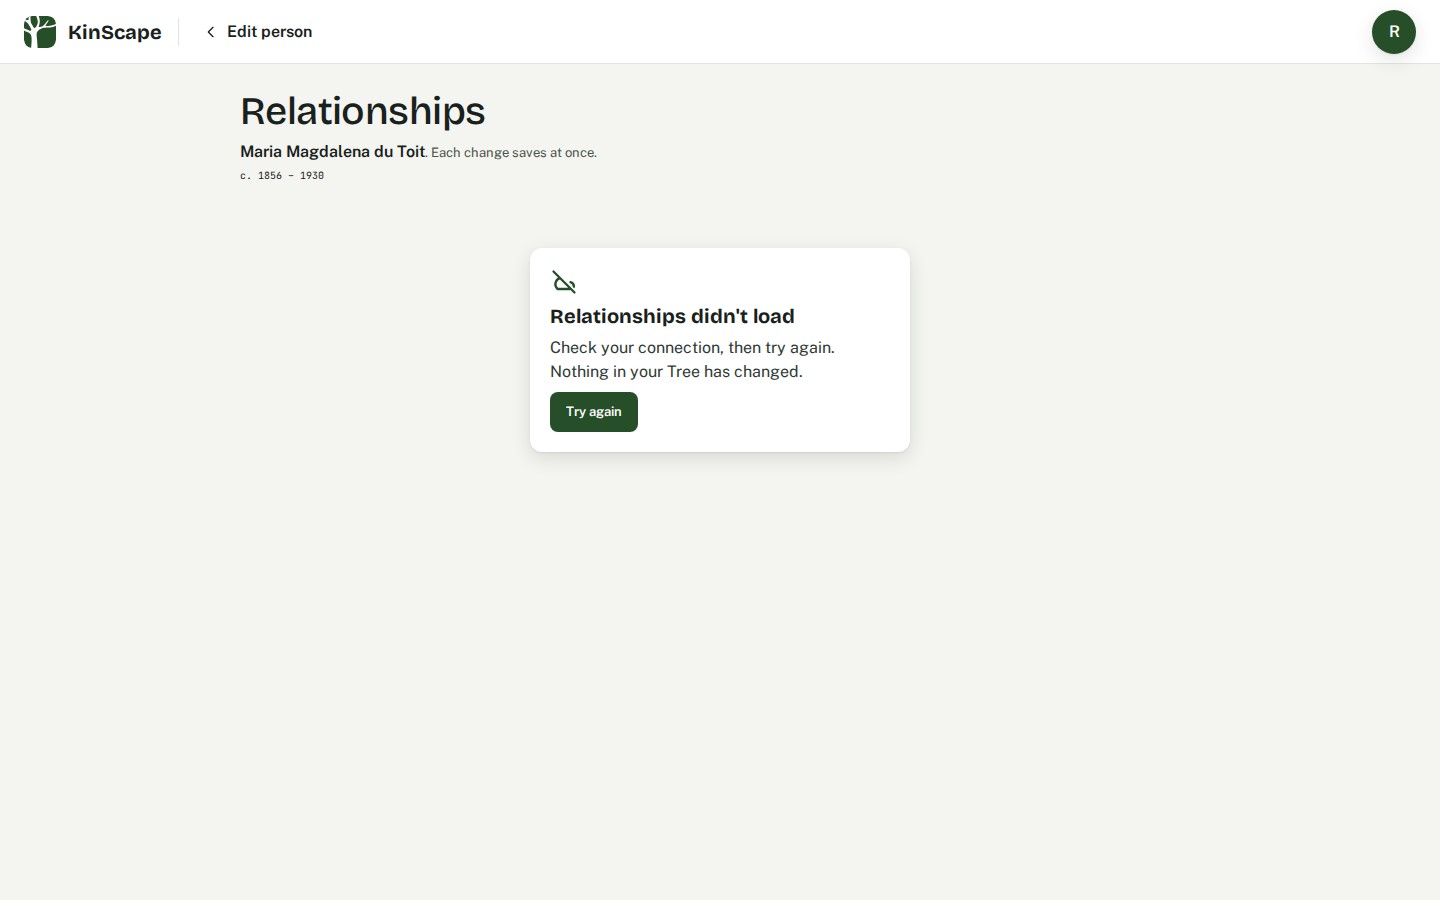 KinScape
Edit person
R
Relationships
Maria Magdalena du Toit. Each change saves at once.
c. 1856 – 1930
Relationships didn't load
Check your connection, then try again.
Nothing in your Tree has changed.
Try again